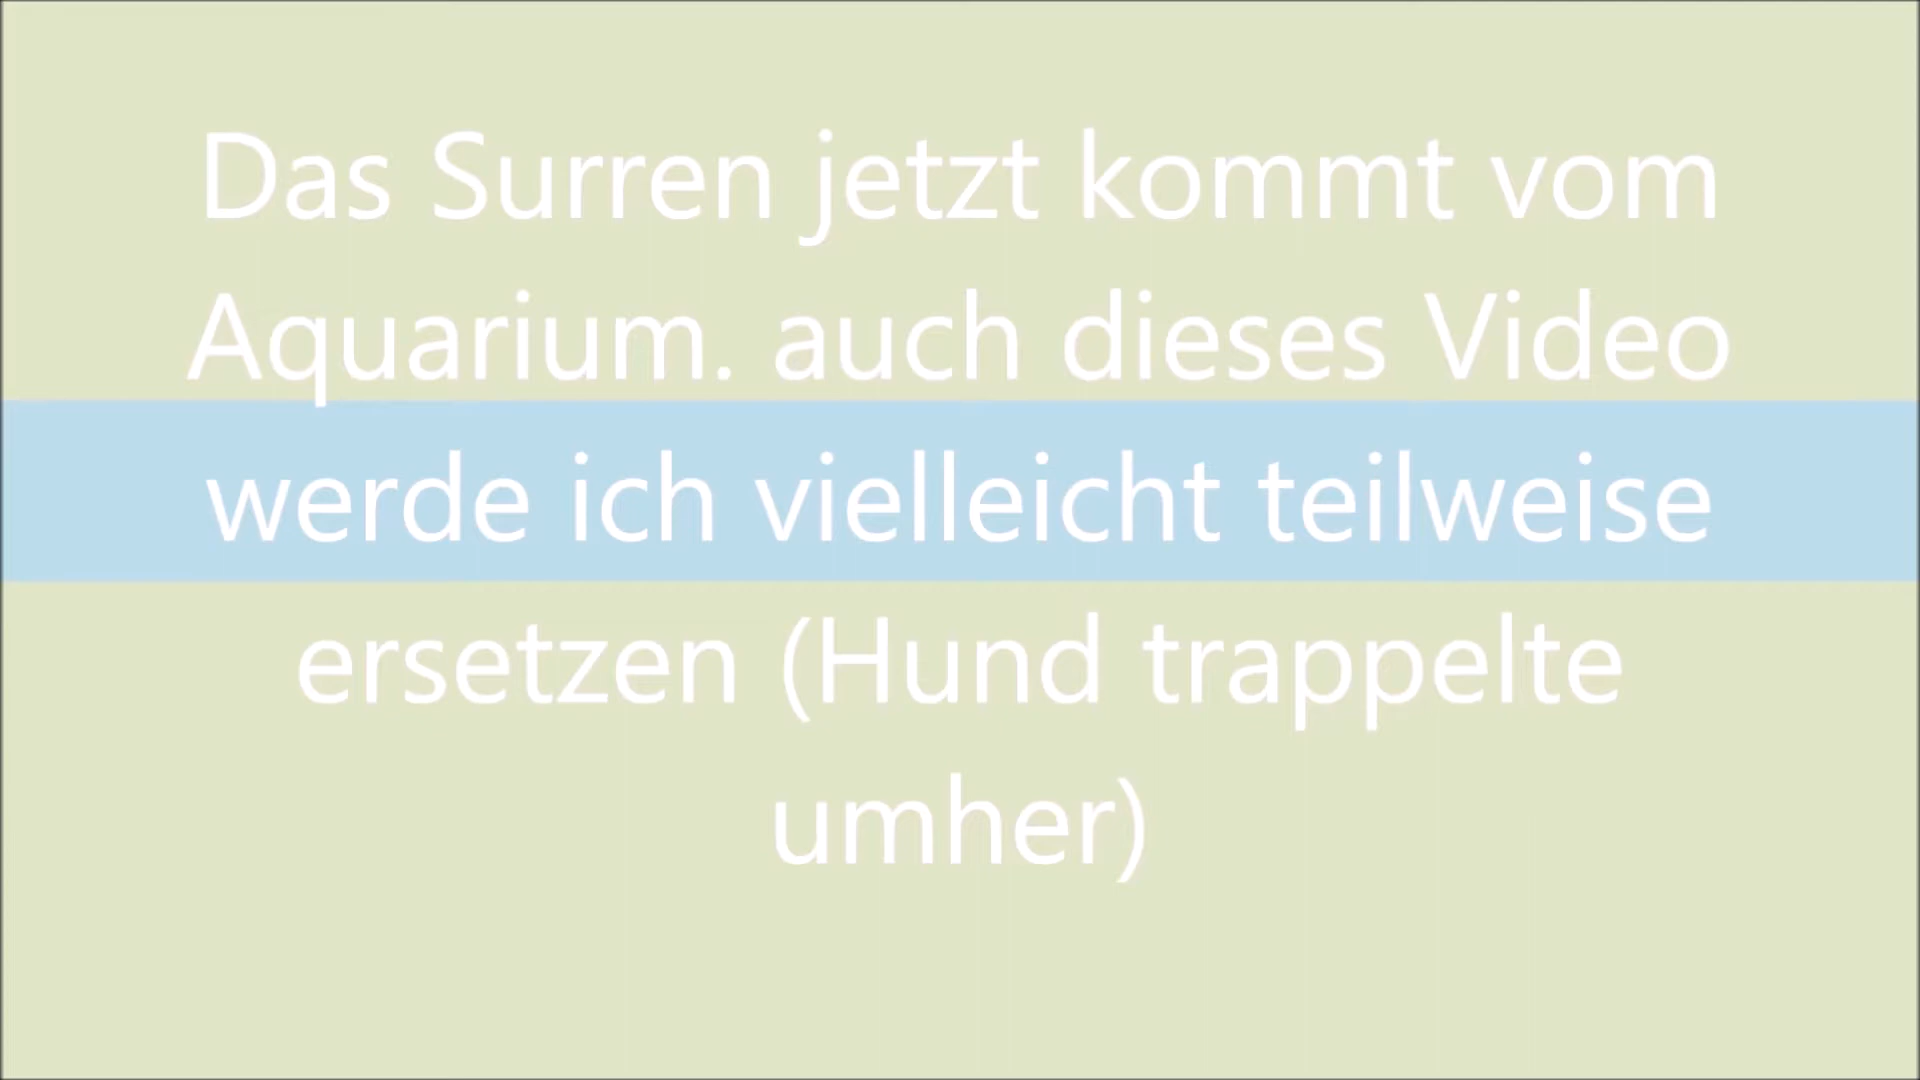 Das Surren jetzt kommt vom
Aquarium. auch dieses Video
werde ich vielleicht teilweise
ersetzen (Hund trappelte
umher)